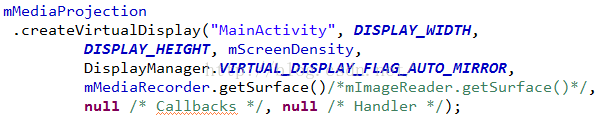 mMediaProjection
.createVirtualDisplay("MainActivity", DISPLAY_WIDTH,
DISPLAY_HEIGHT, mScreenDensity,
DisplayManager.VIRTUAL_DISPLAY_FLAG_AUTO_MIRROR,
mMediaRecorder.getSurface()/*mImageReader.getSurface()*/,
null /* Callbacks */, null /* Handler */);